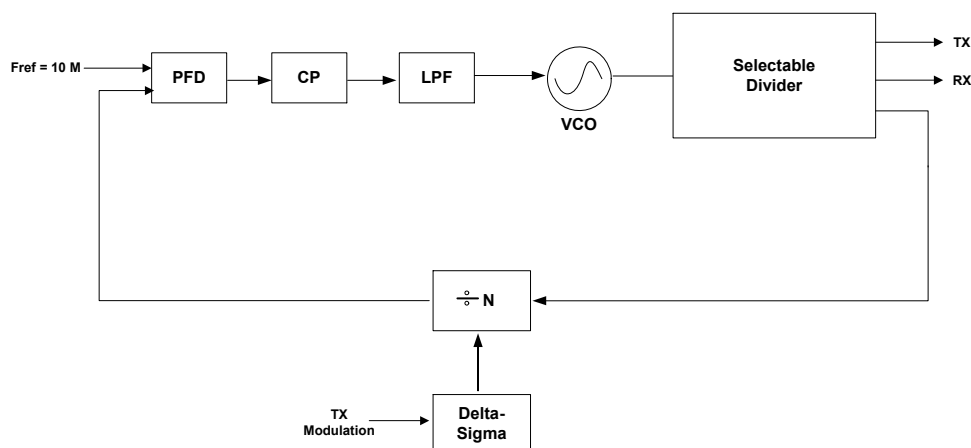 Fref = 10 M
PFD
CP
LPF
VCO
Selectable
Divider
TX
RX
÷ N
TX
Modulation
Delta-
Sigma